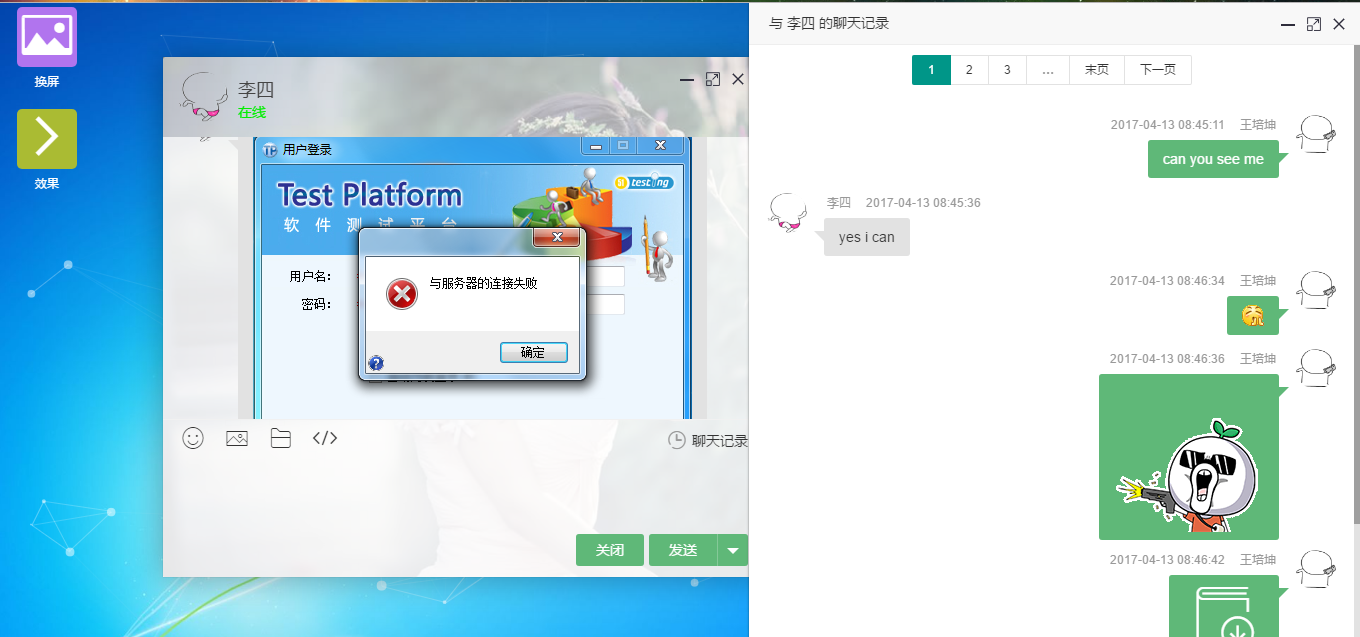 换屏
效果
李四
在线
用户登录
Test Platform
testing
软件测试平台
用户名：
密码：
与服务器的连接失败
确定
聊天记录
关闭
发送
与 李四 的聊天记录
1 2 3 ... 末页 下一页
2017-04-13 08:45:11 王培坤
can you see me
李四 2017-04-13 08:45:36
yes i can
2017-04-13 08:46:34 王培坤
2017-04-13 08:46:36 王培坤
2017-04-13 08:46:42 王培坤